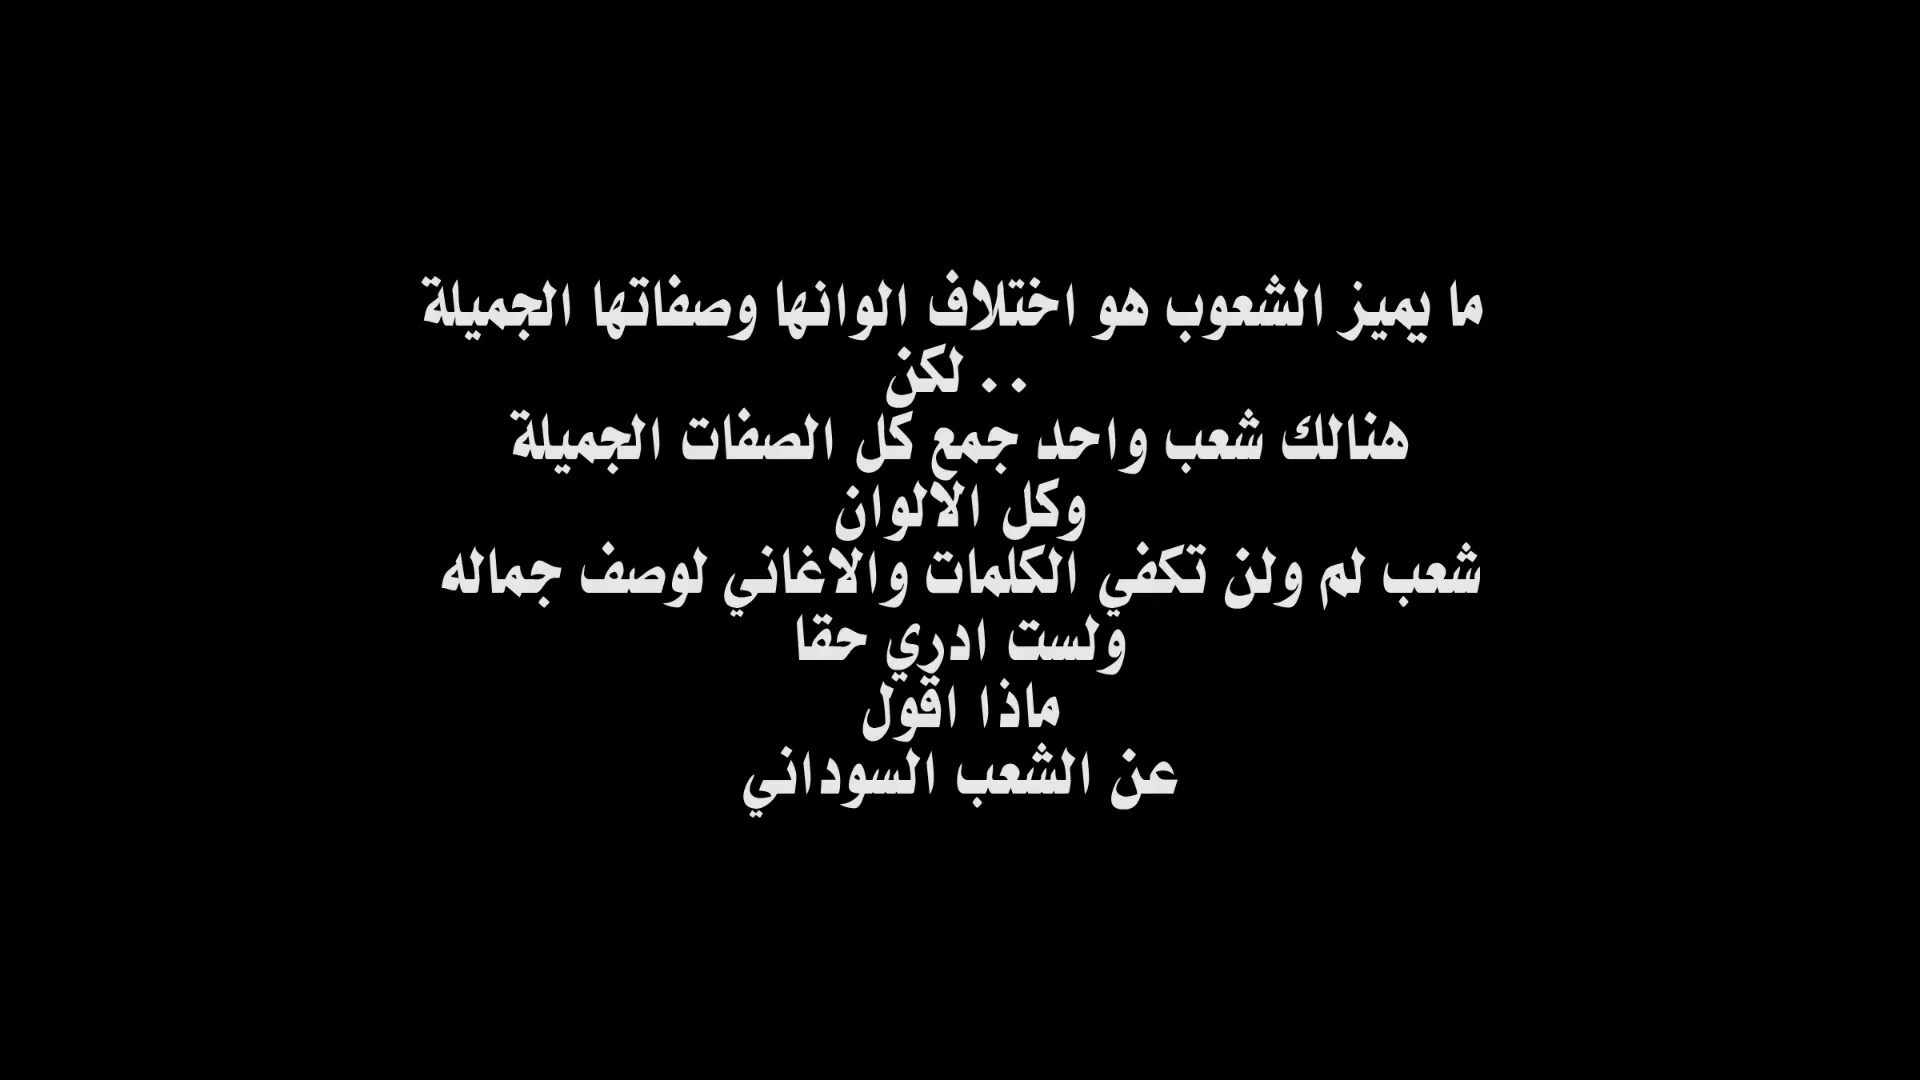 ما يميز الشعوب هو اختلاف الوانها وصفاتها الجميلة
.. لكن
هنالك شعب واحد جمع كل الصفات الجميلة
وكل الالوان
شعب لم ولن تكفي الكلمات والاغاني لوصف جماله
ولست ادري حقا
ماذا اقول
عن الشعب السوداني